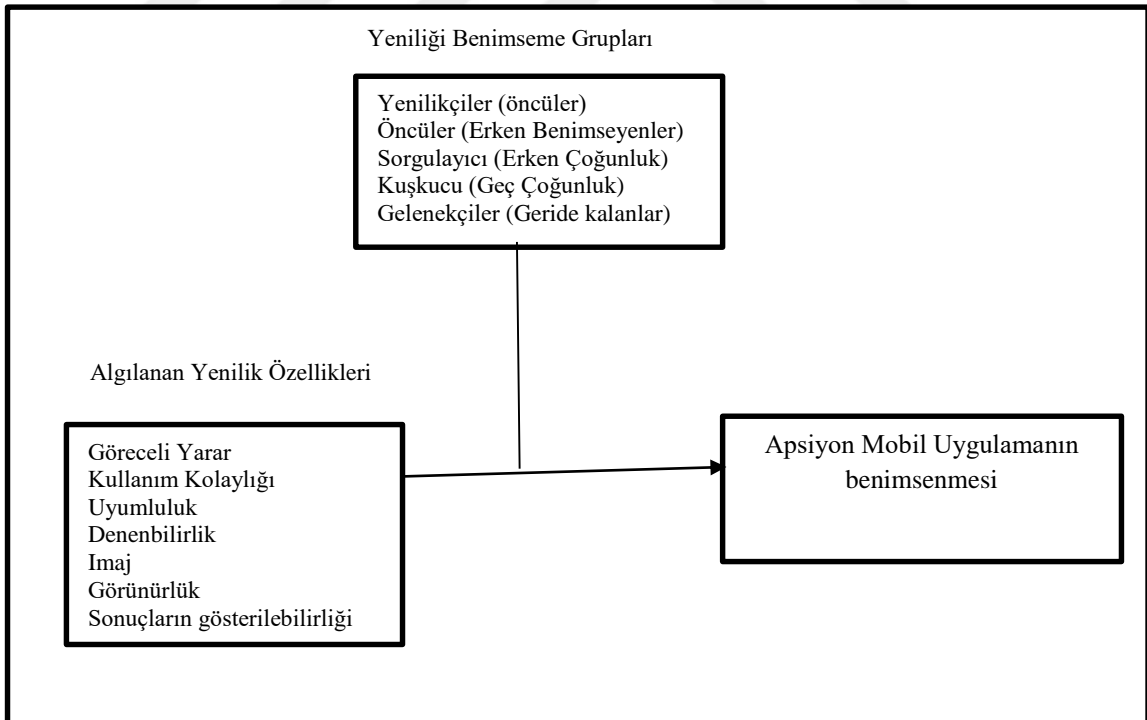 Yeniliği Benimseme Grupları
Yenilikçiler (öncüler)
Öncüler (Erken Benimseyenler)
Sorgulayıcı (Erken Çoğunluk)
Kuşkucu (Geç Çoğunluk)
Gelenekçiler (Geride kalanlar)
Algılanan Yenilik Özellikleri
Göreceli Yarar
Kullanım Kolaylığı
Uyumluluk
Denenbilirlik
Imaj
Görünürlük
Sonuçların gösterilebilirliği
Apsiyon Mobil Uygulamanın
benimsenmesi